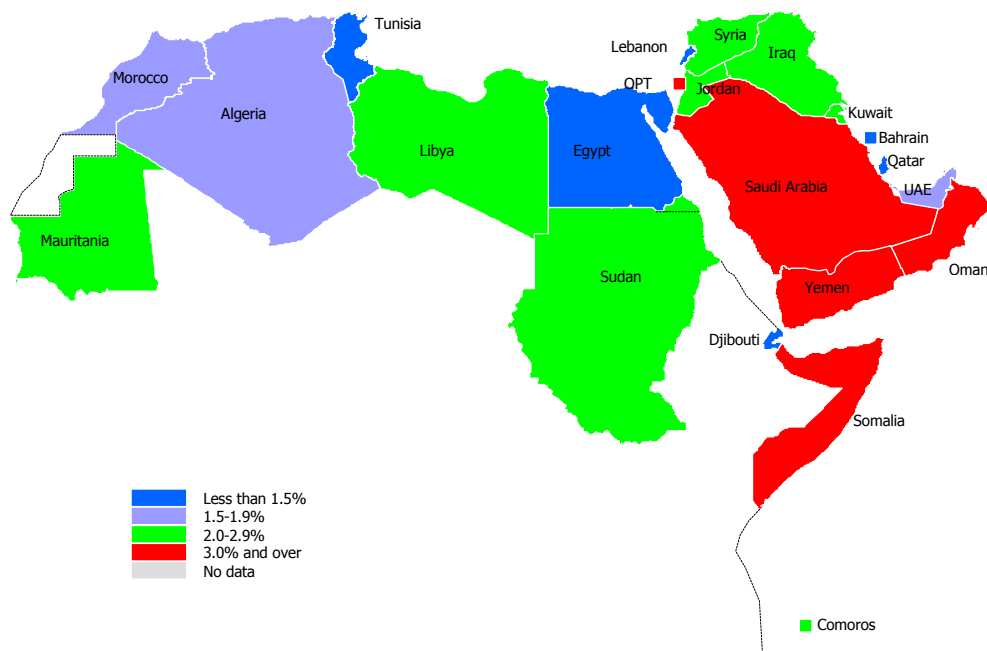 Tunisia
Syria
Lebanon
Iraq
Morocco
OPT
Jordan
Algeria
Kuwait
Bahrain
Libya
Egypt
Qatar
Saudi Arabia
UAE
Mauritania
Oman
Sudan
Yemen
Djibouti
Somalia
Less than 1.5%
1.5-1.9%
2.0-2.9%
3.0% and over
No data
Comoros